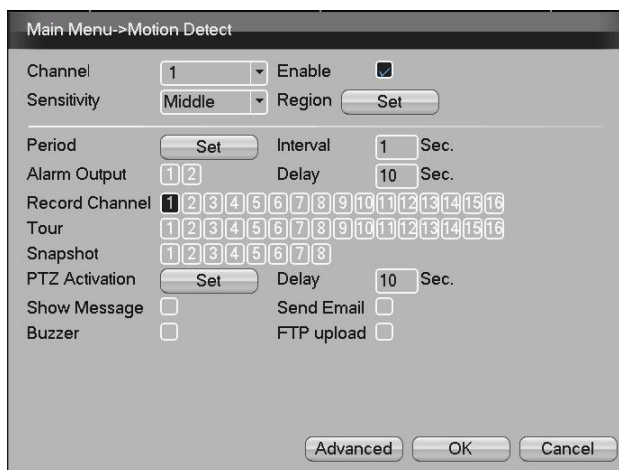 Main Menu->Motion Detect
Channel 1 Enable
Sensitivity Middle Region Set
Period Set Interval 1 Sec.
Alarm Output 1 2 Delay 10 Sec.
Record Channel 1 2 3 4 5 6 7 8 9 10 11 12 13 14 15 16
Tour 1 2 3 4 5 6 7 8 9 10 11 12 13 14 15 16
Snapshot 1 2 3 4 5 6 7 8
PTZ Activation Set Delay 10 Sec.
Show Message Send Email
Buzzer FTP upload
Advanced OK Cancel